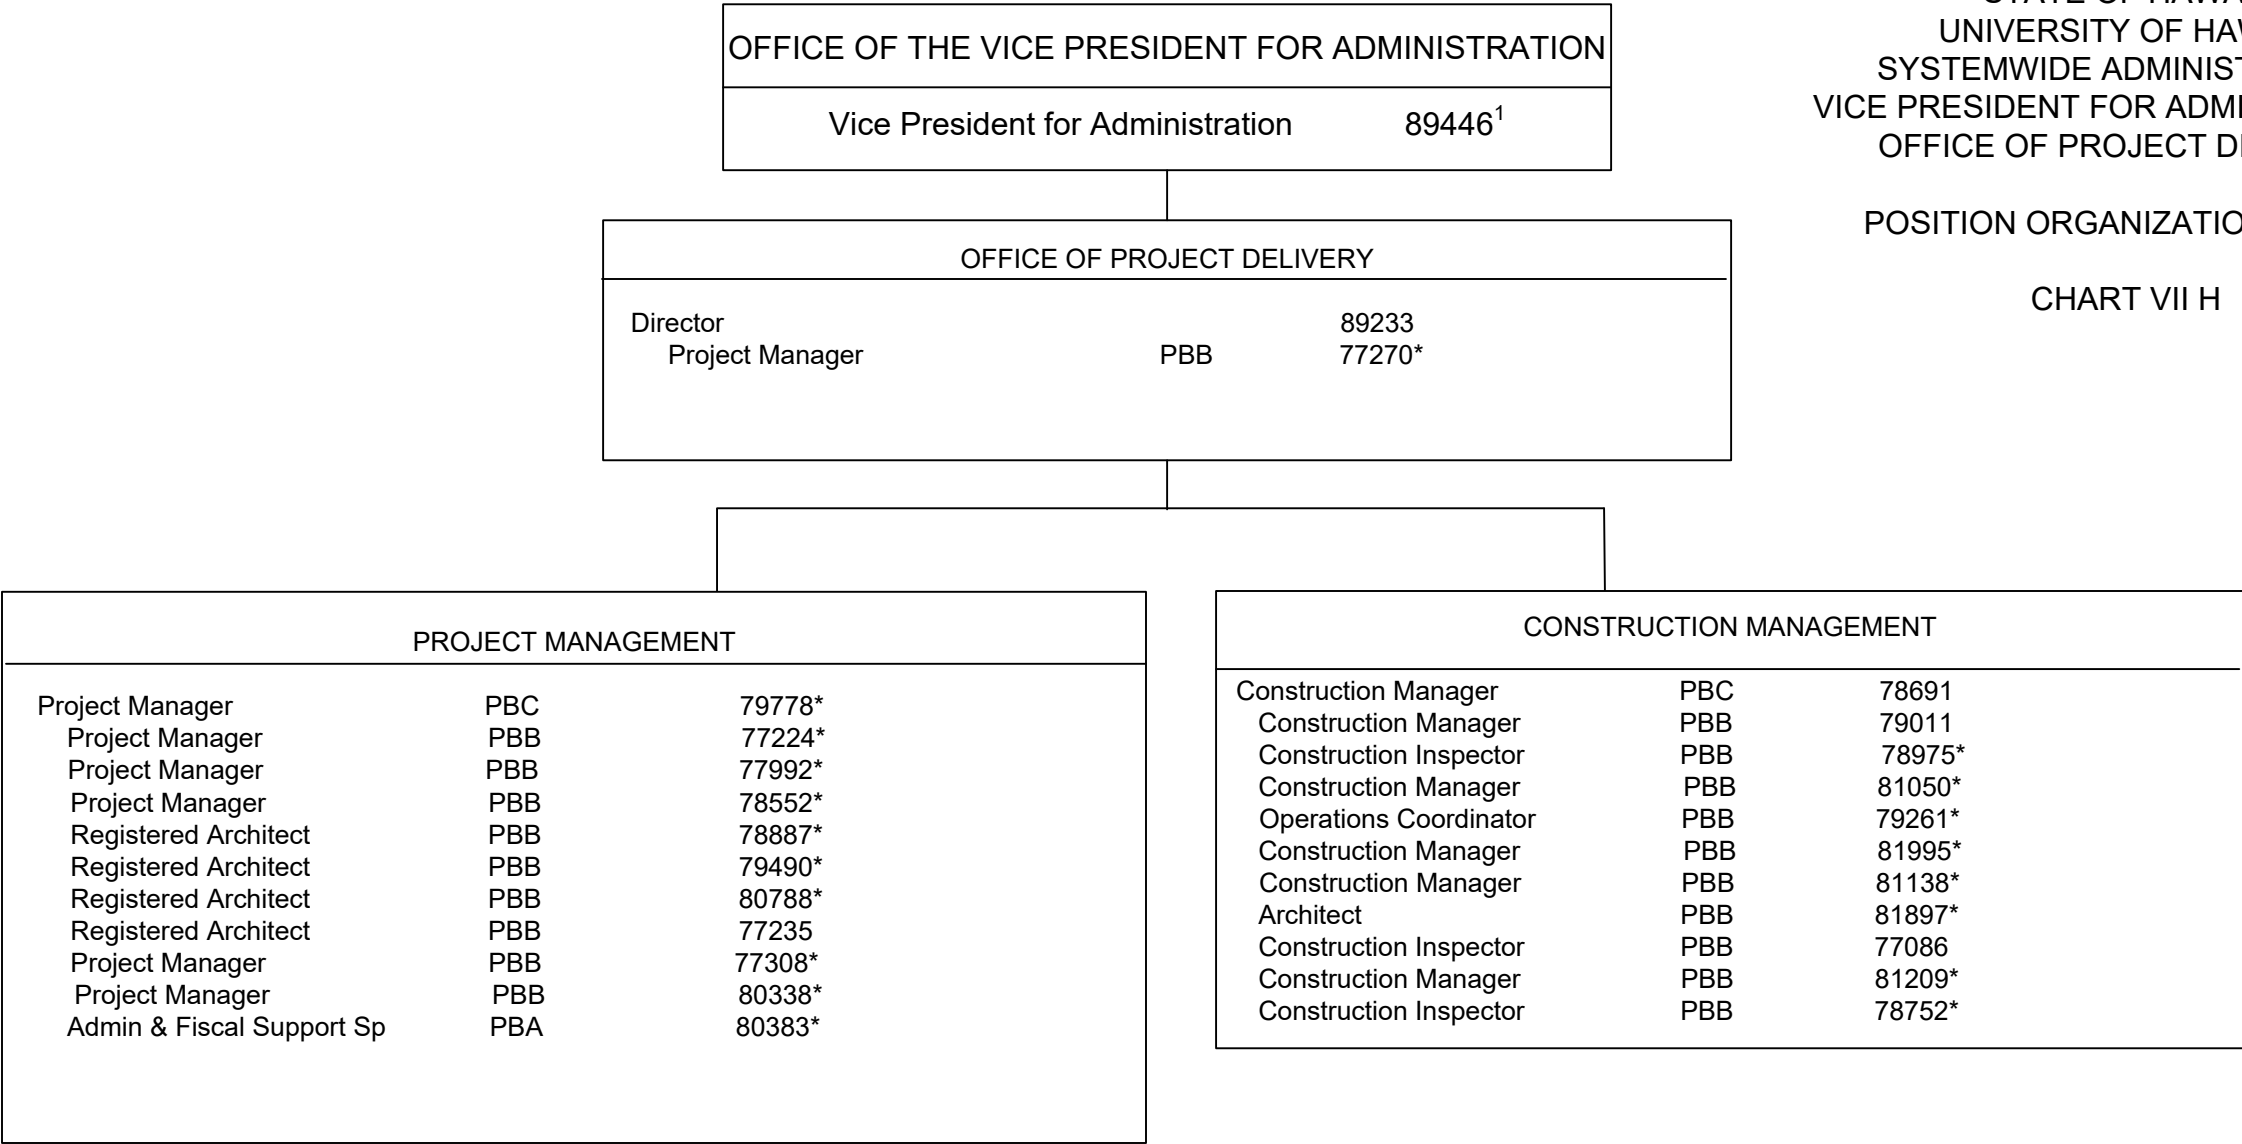 OFFICE OF THE VICE PRESIDENT FOR ADMINISTRATION
Vice President for Administration 89446¹
UNIVERSITY OF
SYSTEMWIDE
VICE PRESIDENT FOR
OFFICE OF PROJECT
POSITION
CHART VII H
OFFICE OF PROJECT DELIVERY
Director 89233
Project Manager PBB 77270*
PROJECT MANAGEMENT
Project Manager PBC 79778*
Project Manager PBB 77224*
Project Manager PBB 77992*
Project Manager PBB 78552*
Registered Architect PBB 78887*
Registered Architect PBB 79490*
Registered Architect PBB 80788*
Registered Architect PBB 77235
Project Manager PBB 77308*
Project Manager PBB 80338*
Admin & Fiscal Support Sp PBA 80383*
CONSTRUCTION MANAGEMENT
Construction Manager PBC 78691
Construction Manager PBB 79011
Construction Inspector PBB 78975*
Construction Manager PBB 81050*
Operations Coordinator PBB 79261*
Construction Manager PBB 81995*
Construction Manager PBB 81138*
Architect PBB 81897*
Construction Inspector PBB 77086
Construction Manager PBB 81209*
Construction Inspector PBB 78752*